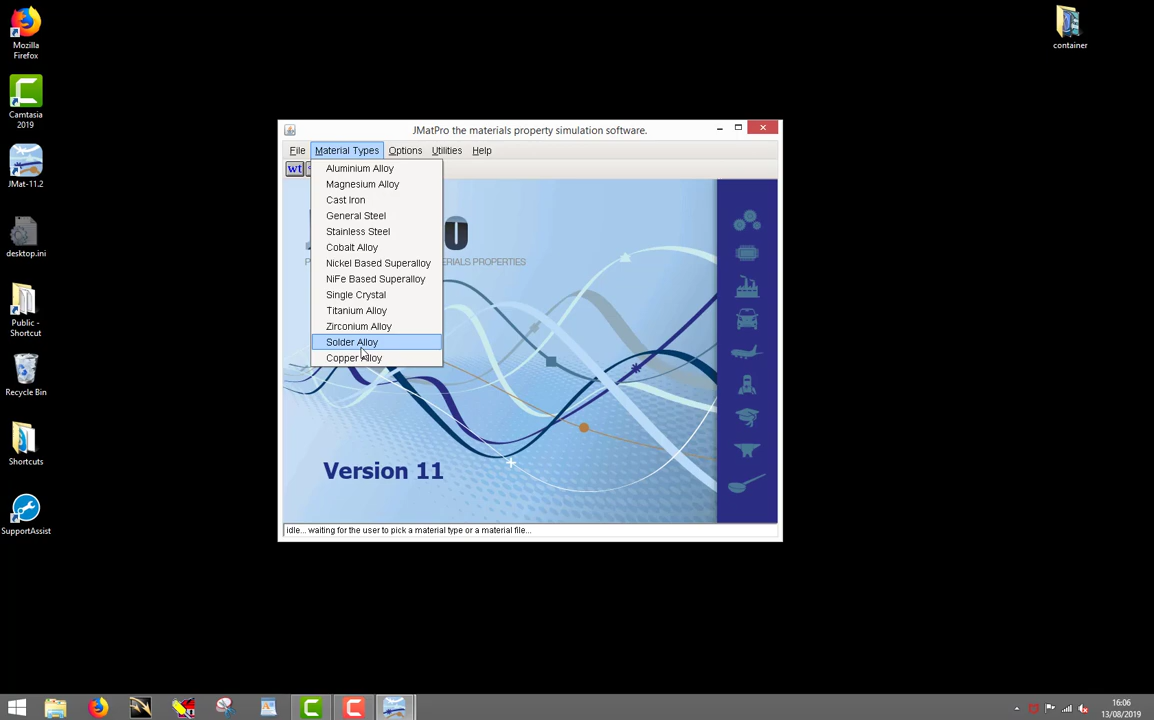 Mozilla
Firefox
Camtasia
2019
JMat-11.2
desktop.ini
Public -
Shortcut
Recycle Bin
Shortcuts
SupportAssist
container
JMatPro the materials property simulation software.
File Material Types Options Utilities Help
wt
Aluminium Alloy
Magnesium Alloy
Cast Iron
General Steel
Stainless Steel
Cobalt Alloy
Nickel Based Superalloy
NiFe Based Superalloy
Single Crystal
Titanium Alloy
Zirconium Alloy
Solder Alloy
Copper Alloy
Version 11
idle... waiting for the user to pick a material type or a material file...
16:06
13/08/2019